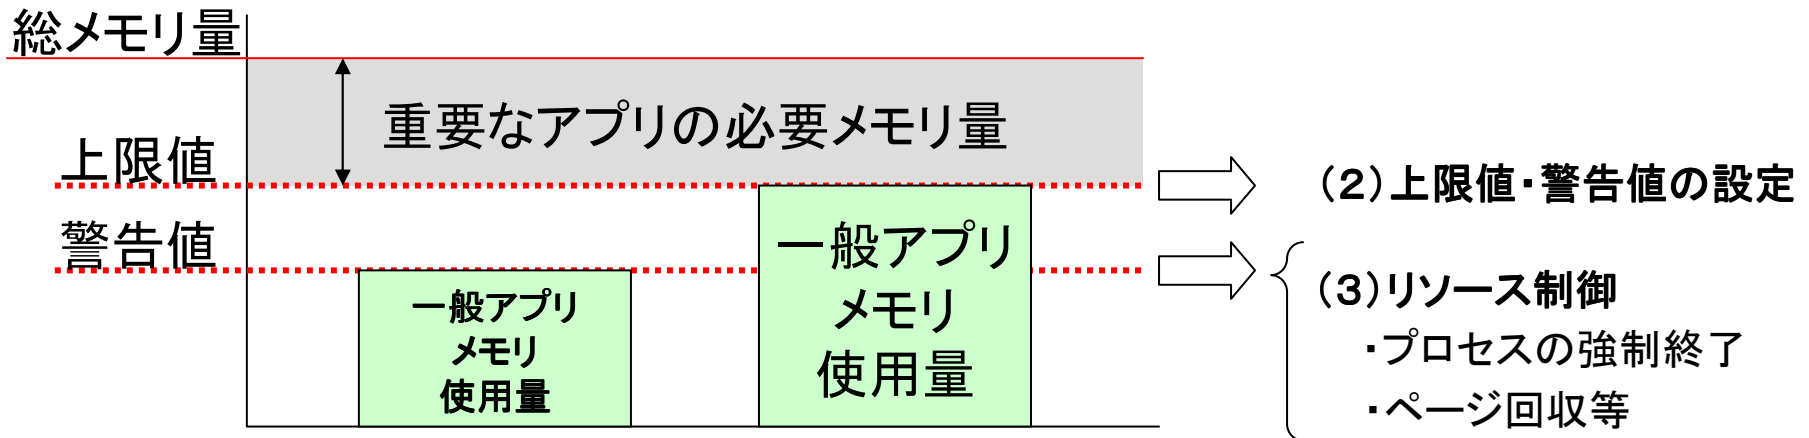 総メモリ量
重要なアプリの必要メモリ量
上限値
警告値
一般アプリ
メモリ
使用量
一般アプリ
メモリ
使用量
（２）上限値・警告値の設定
（３）リソース制御
・プロセスの強制終了
・ページ回収等